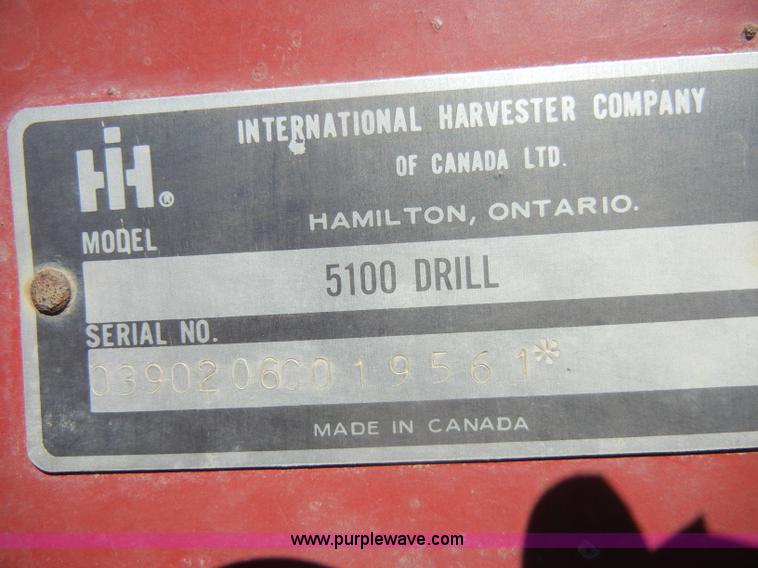 INTERNATIONAL HARVESTER COMPANY
OF CANADA LTD.
IH®
HAMILTON, ONTARIO.
MODEL
5100 DRILL
SERIAL NO.
0390206C019561*
MADE IN CANADA
www.purplewave.com